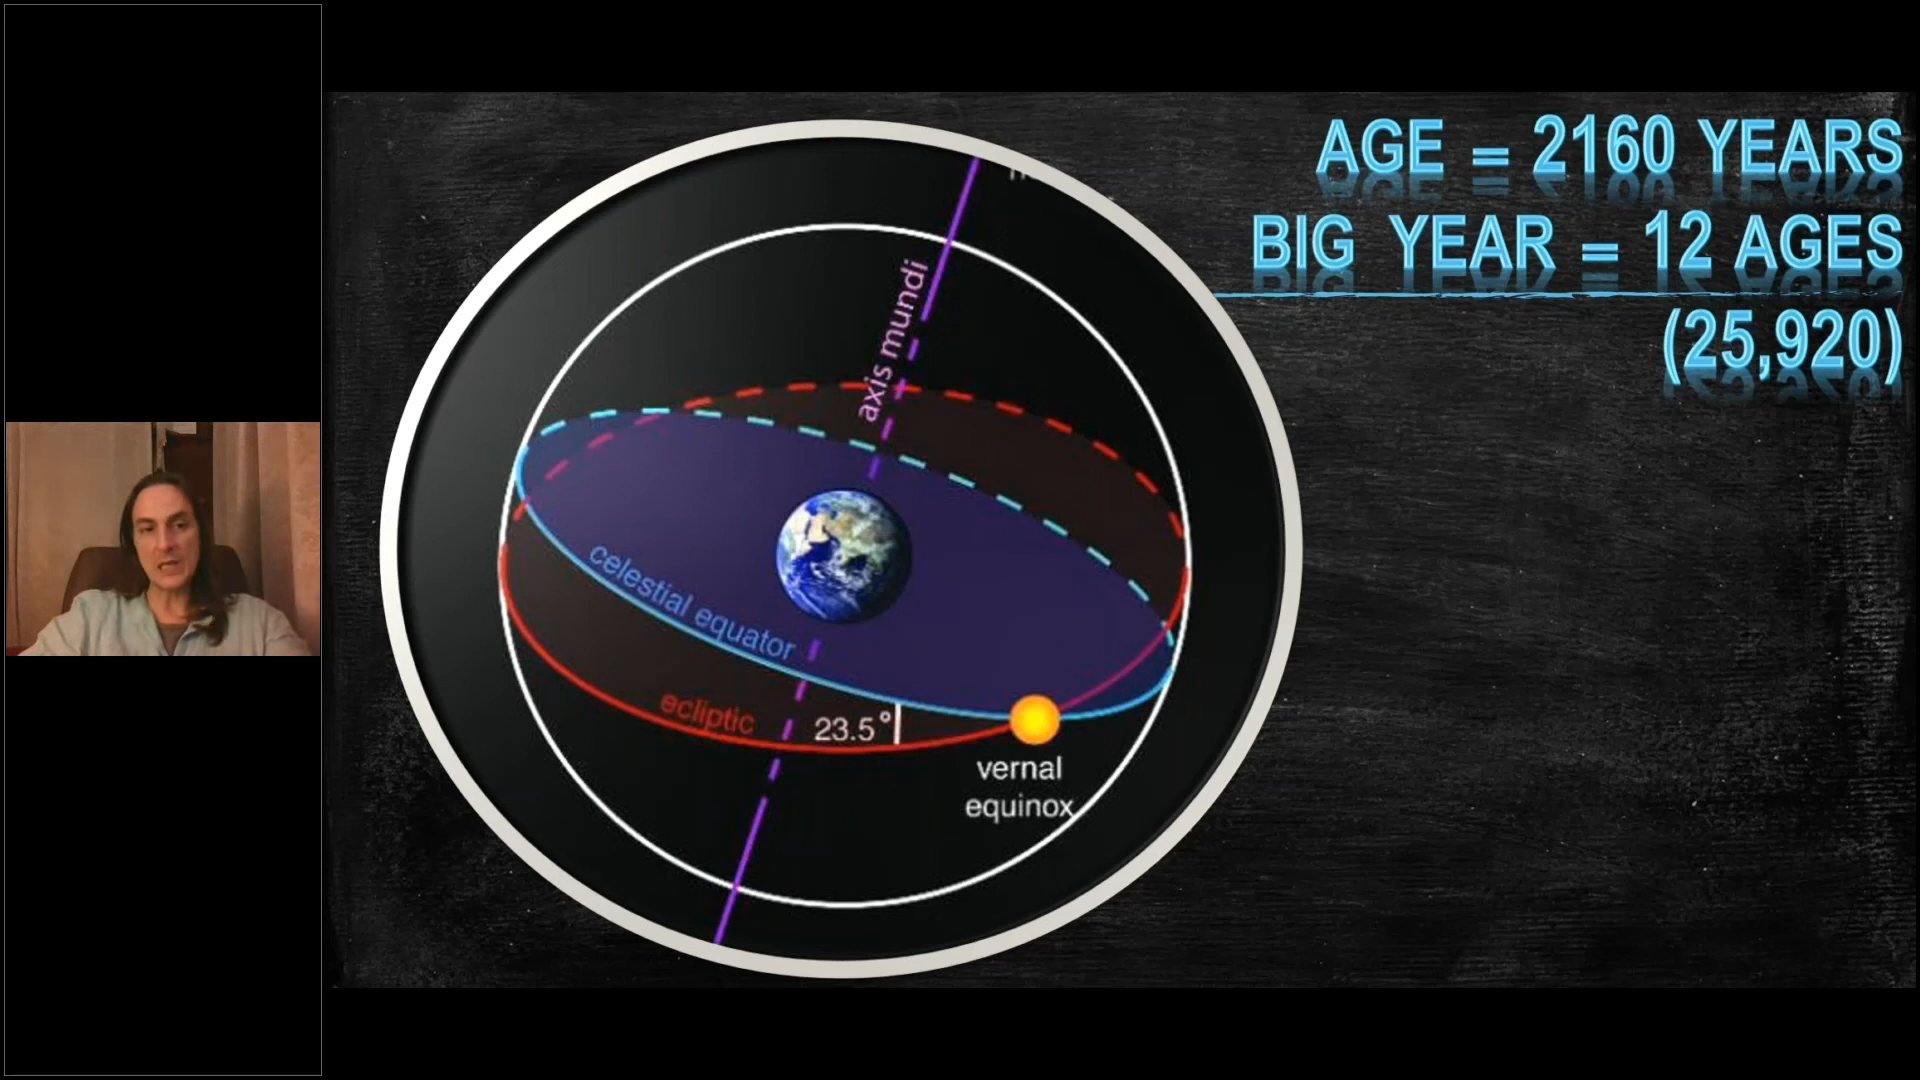 AGE = 2160 YEARS
BIG YEAR = 12 AGES
(25,920)
axis mundi
celestial equator
ecliptic
23.5°
vernal
equinox